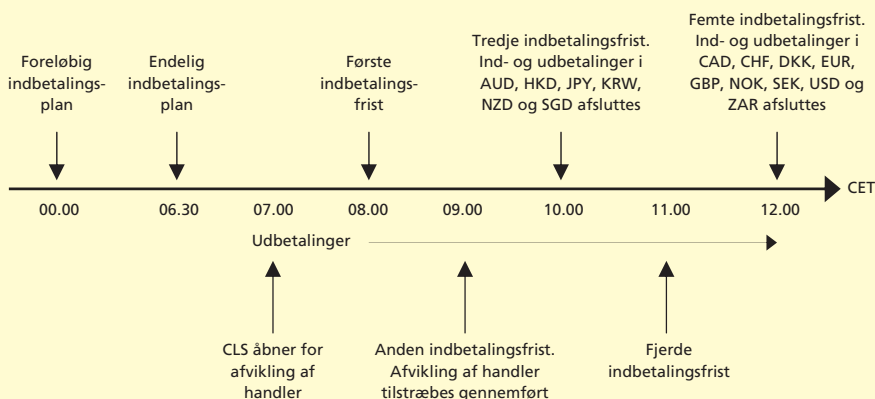 Foreløbig
indbetalings-
plan
Endelig
indbetalings-
plan
Første
indbetalings-
frist
Tredje indbetalingsfrist.
Ind- og udbetalinger i
AUD, HKD, JPY, KRW,
NZD og SGD afsluttes
Femte indbetalingsfrist.
Ind- og udbetalinger i
CAD, CHF, DKK, EUR,
GBP, NOK, SEK, USD og
ZAR afsluttes
CET
00.00 06.30 07.00 08.00 09.00 10.00 11.00 12.00
Udbetalinger
CLS åbner for
afvikling af
handler
Anden indbetalingsfrist.
Afvikling af handler
tilstræbes gennemført
Fjerde
indbetalingsfrist